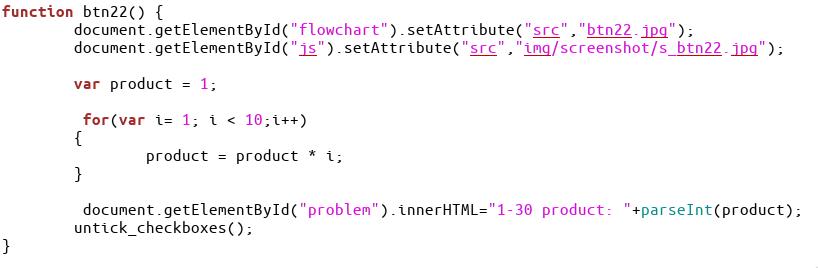 function btn22() {
document.getElementById("flowchart").setAttribute("src","btn22.jpg");
document.getElementById("js").setAttribute("src","img/screenshot/s_btn22.jpg");
var product = 1;
for(var i= 1; i < 10;i++)
{
product = product * i;
}
document.getElementById("problem").innerHTML="1-30 product: "+parseInt(product);
untick_checkboxes();
}